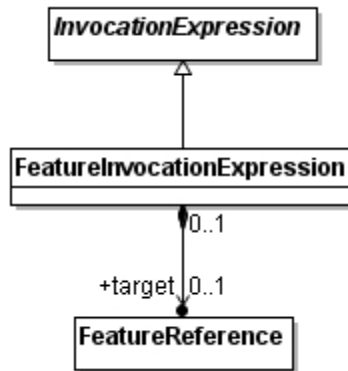 InvocationExpression
FeatureInvocationExpression
0..1
+target 0..1
FeatureReference